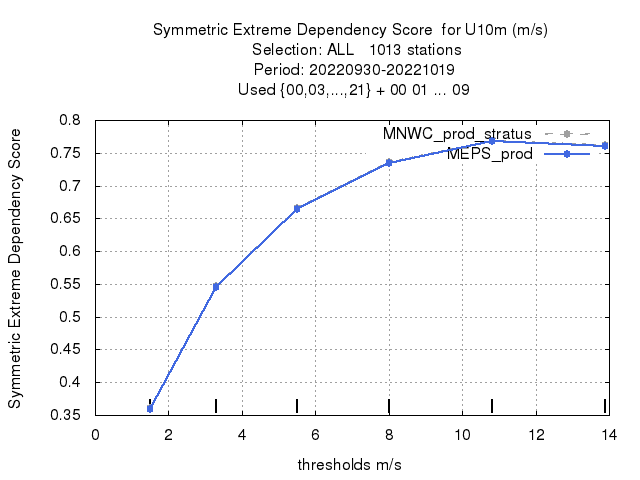 Symmetric Extreme Dependency Score  for U10m (m/s)
Selection: ALL   1013 stations
Period: 20220930-20221019
Used {00,03,...,21} + 00 01 ... 09
Symmetric Extreme Dependency Score
0.8
0.75
0.7
0.65
0.6
0.55
0.5
0.45
0.4
0.35
MNWC_prod_stratus
MEPS_prod
0 2 4 6 8 10 12 14
thresholds m/s